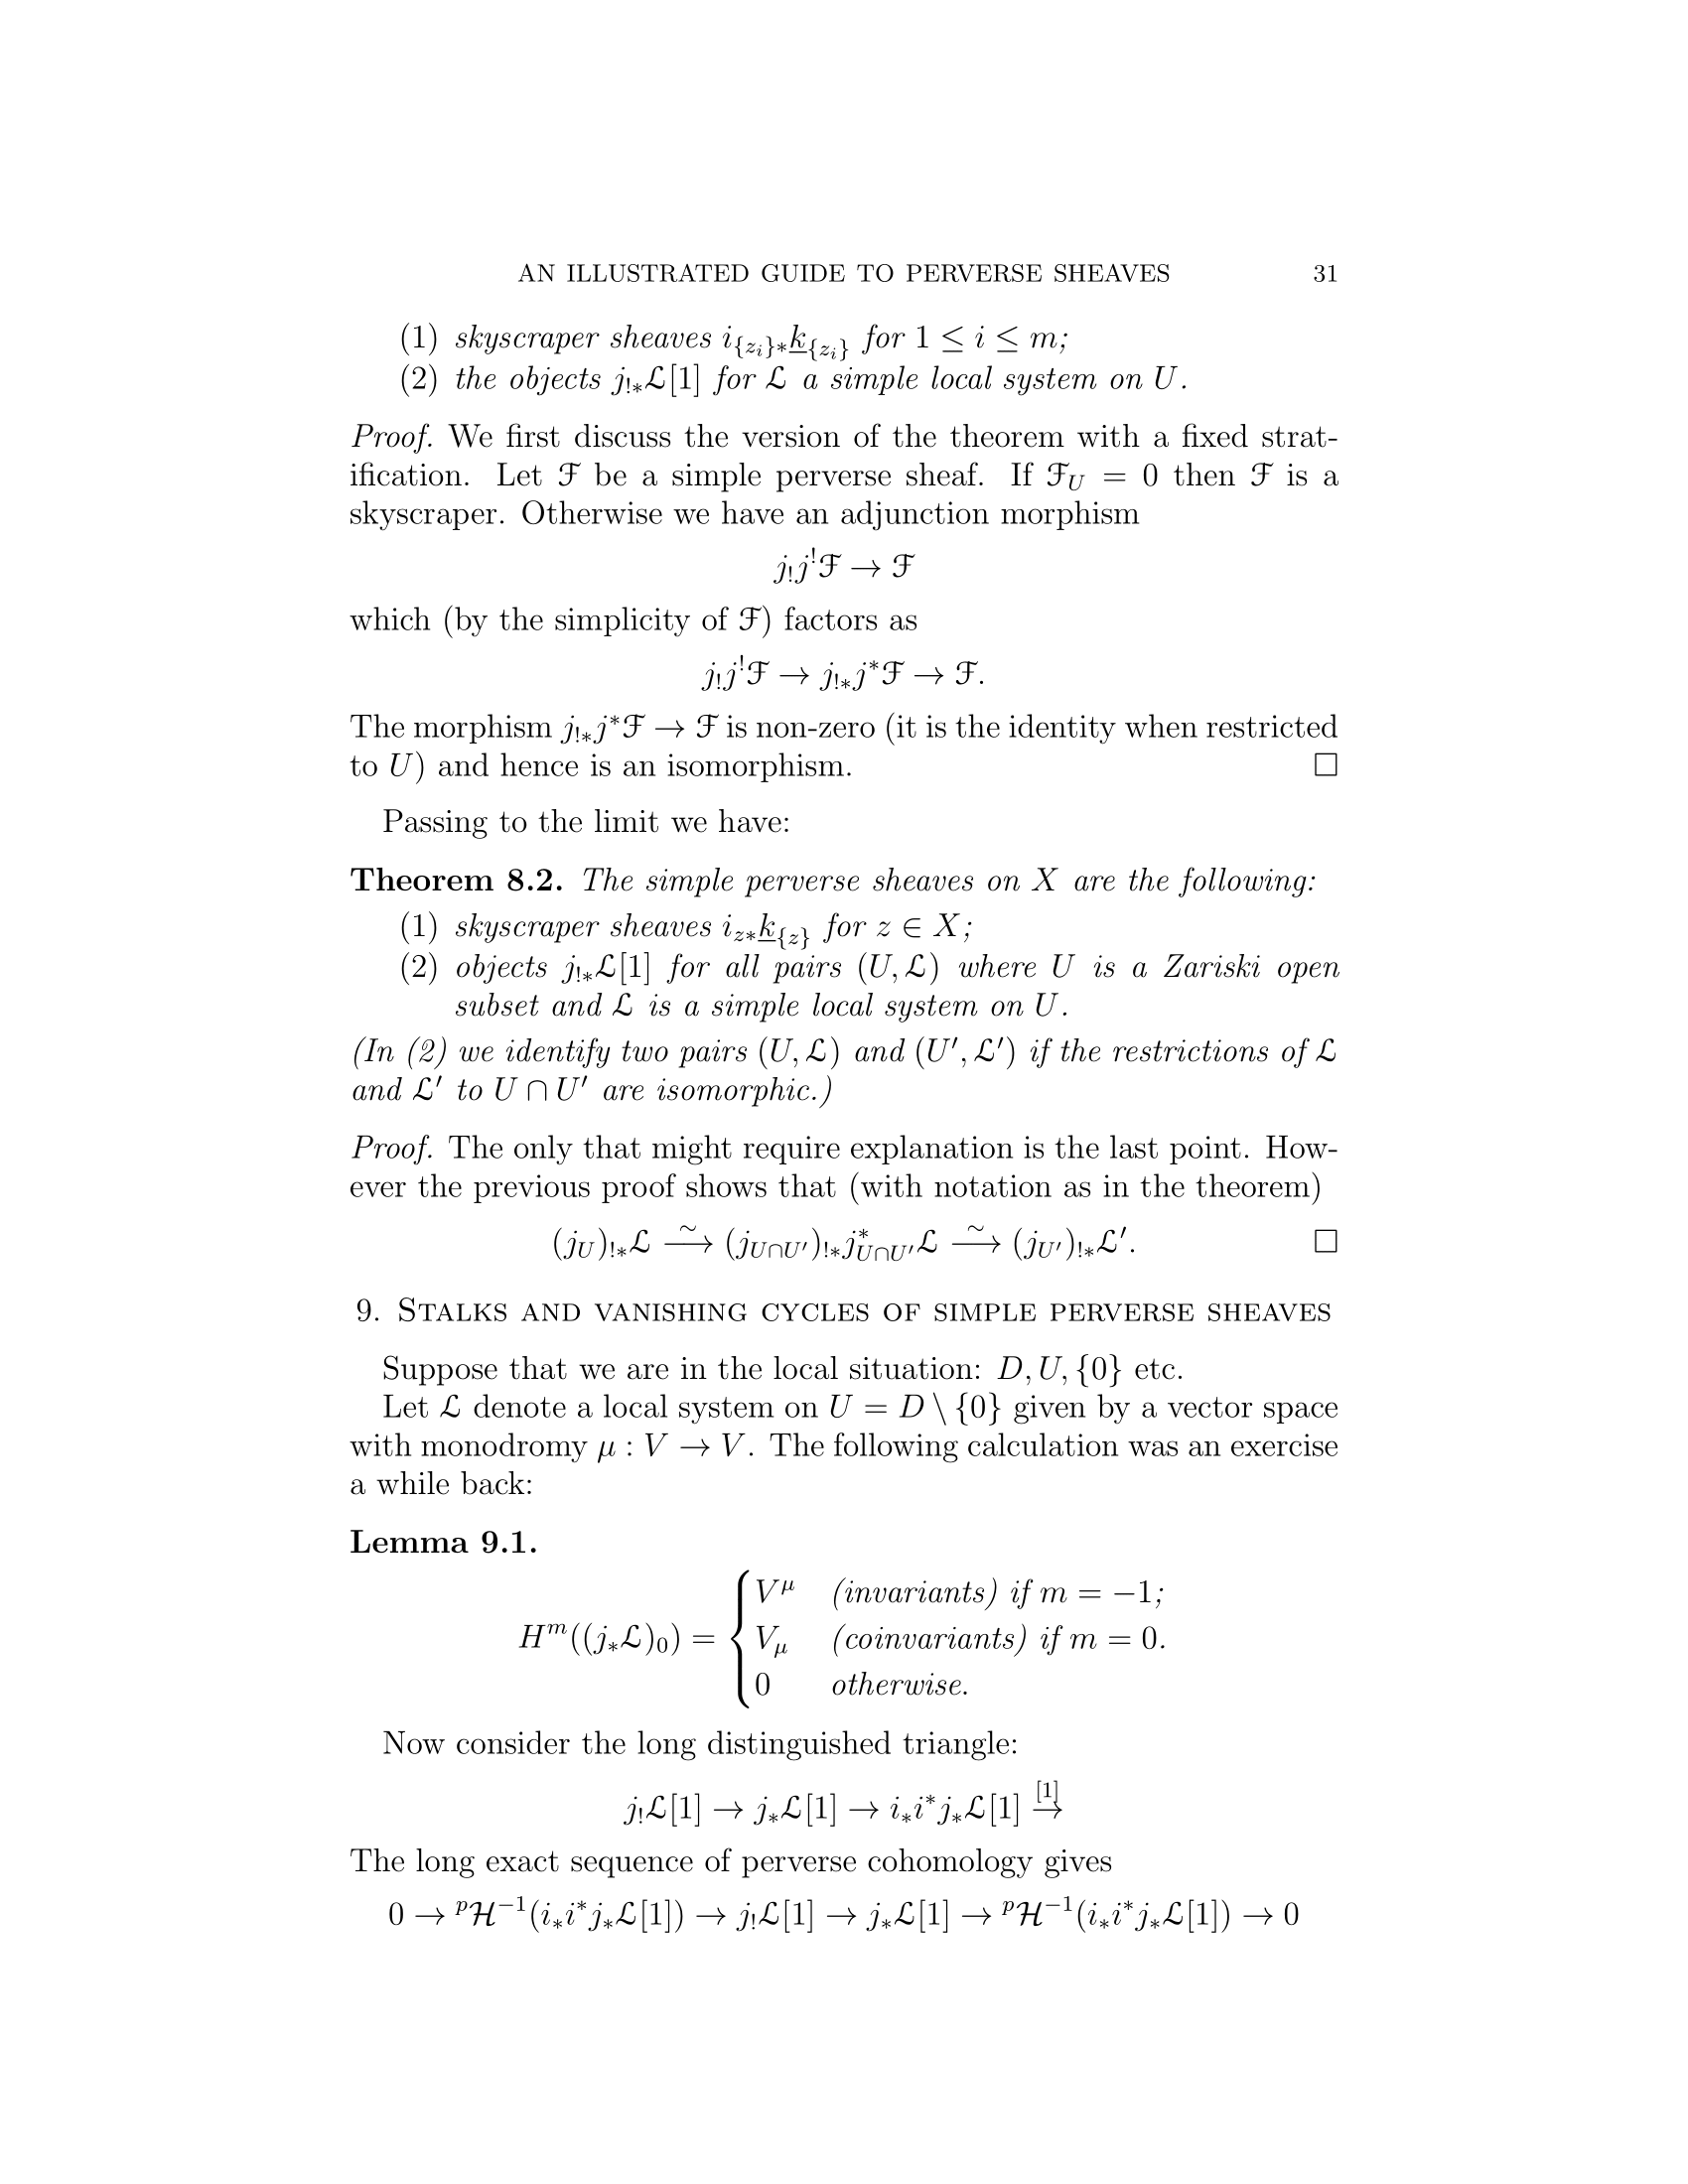 AN ILLUSTRATED GUIDE TO PERVERSE SHEAVES 31
(1) skyscraper sheaves $i_{\{z_i\}*}\underline{k}_{\{z_i\}}$ for $1 \leq i \leq m$;
(2) the objects $j_{!*}\mathcal{L}[1]$ for $\mathcal{L}$ a simple local system on $U$.
Proof. We first discuss the version of the theorem with a fixed strat-
ification. Let $\mathcal{F}$ be a simple perverse sheaf. If $\mathcal{F}_U = 0$ then $\mathcal{F}$ is a
skyscraper. Otherwise we have an adjunction morphism
$j_!j^!\mathcal{F} \to \mathcal{F}$
which (by the simplicity of $\mathcal{F}$) factors as
$j_!j^!\mathcal{F} \to j_{!*}j^*\mathcal{F} \to \mathcal{F}.$
The morphism $j_{!*}j^*\mathcal{F} \to \mathcal{F}$ is non-zero (it is the identity when restricted
to $U$) and hence is an isomorphism. □
Passing to the limit we have:
Theorem 8.2. The simple perverse sheaves on $X$ are the following:
(1) skyscraper sheaves $i_{z*}\underline{k}_{\{z\}}$ for $z \in X$;
(2) objects $j_{!*}\mathcal{L}[1]$ for all pairs $(U, \mathcal{L})$ where $U$ is a Zariski open
subset and $\mathcal{L}$ is a simple local system on $U$.
(In (2) we identify two pairs $(U, \mathcal{L})$ and $(U', \mathcal{L}')$ if the restrictions of $\mathcal{L}$
and $\mathcal{L}'$ to $U \cap U'$ are isomorphic.)
Proof. The only that might require explanation is the last point. How-
ever the previous proof shows that (with notation as in the theorem)
$(j_U)_{!*}\mathcal{L} \xrightarrow{\sim} (j_{U \cap U'})_{!*}j^*_{U \cap U'}\mathcal{L} \xrightarrow{\sim} (j_{U'})_{!*}\mathcal{L}'.$ □
9. STALKS AND VANISHING CYCLES OF SIMPLE PERVERSE SHEAVES
Suppose that we are in the local situation: $D, U, \{0\}$ etc.
Let $\mathcal{L}$ denote a local system on $U = D \setminus \{0\}$ given by a vector space
with monodromy $\mu : V \to V$. The following calculation was an exercise
a while back:
Lemma 9.1.
$H^m((j_*\mathcal{L})_0) = \begin{cases} V^\mu & \text{(invariants) if } m = -1; \\ V_\mu & \text{(coinvariants) if } m = 0. \\ 0 & \text{otherwise.} \end{cases}$
Now consider the long distinguished triangle:
$j_!\mathcal{L}[1] \to j_*\mathcal{L}[1] \to i_*i^*j_*\mathcal{L}[1] \xrightarrow{[1]}$
The long exact sequence of perverse cohomology gives
$0 \to {}^p\mathcal{H}^{-1}(i_*i^*j_*\mathcal{L}[1]) \to j_!\mathcal{L}[1] \to j_*\mathcal{L}[1] \to {}^p\mathcal{H}^{-1}(i_*i^*j_*\mathcal{L}[1]) \to 0$